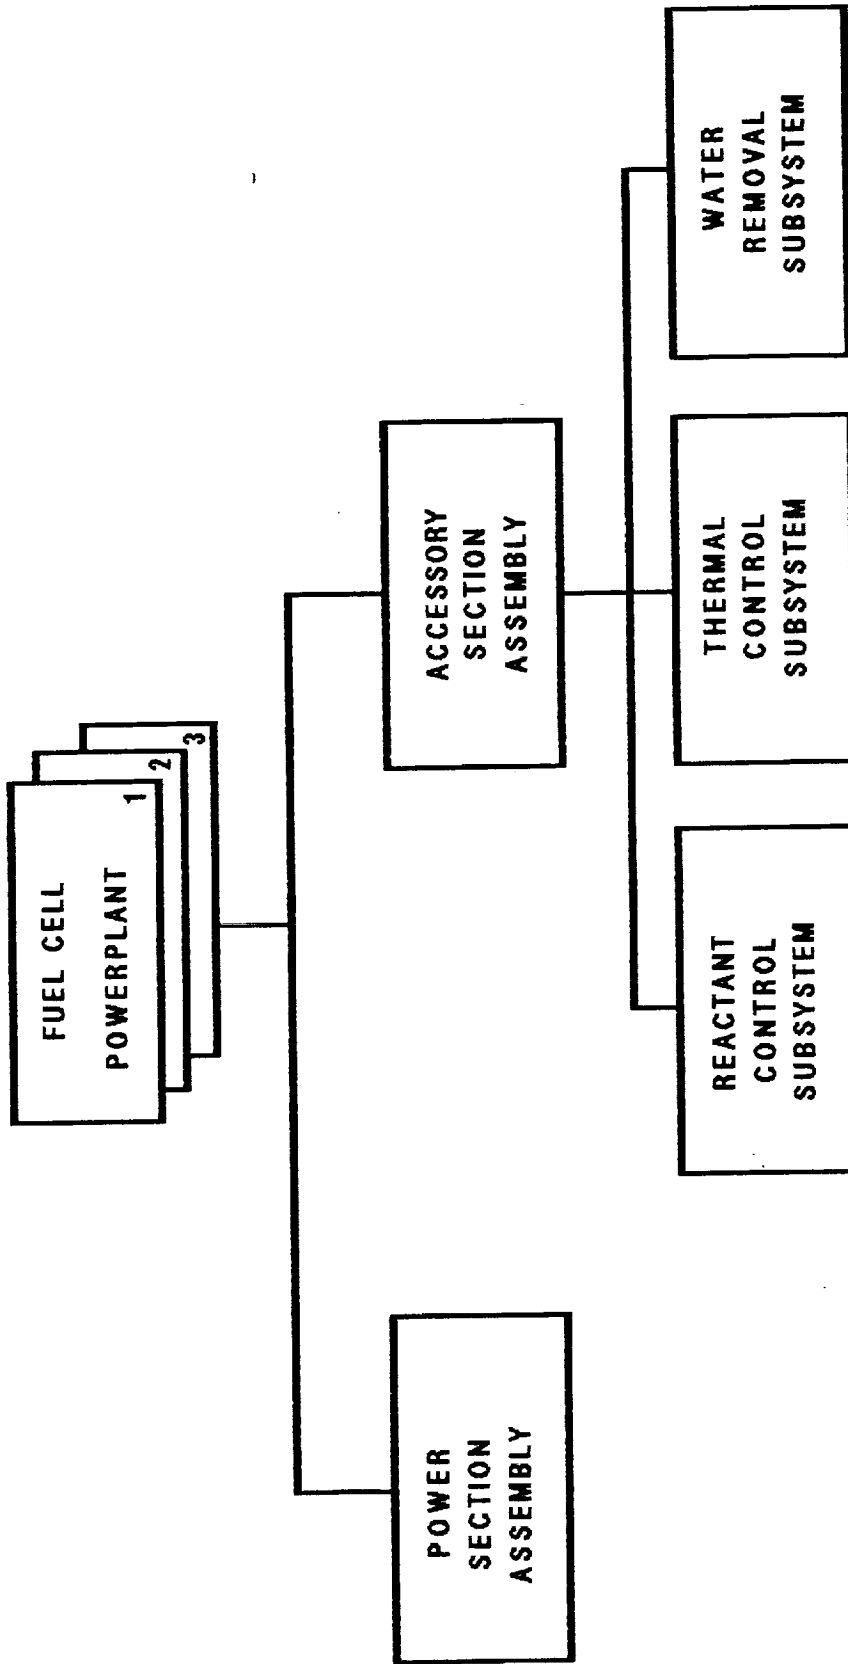 FUEL CELL
POWERPLANT
1
2
3
POWER
SECTION
ASSEMBLY
ACCESSORY
SECTION
ASSEMBLY
REACTANT
CONTROL
SUBSYSTEM
THERMAL
CONTROL
SUBSYSTEM
WATER
REMOVAL
SUBSYSTEM